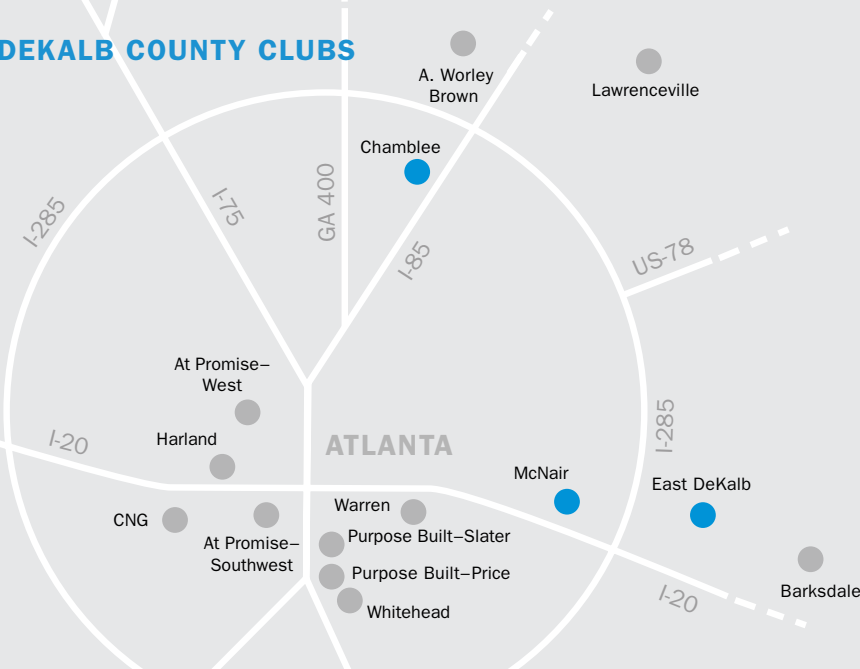 DEKALB COUNTY CLUBS
A. Worley
Brown
Lawrenceville
Chamblee
I-285
I-75
GA 400
I-85
US-78
At Promise–
West
I-20
Harland
ATLANTA
I-285
McNair
East DeKalb
CNG
At Promise–
Southwest
Warren
Purpose Built–Slater
Purpose Built–Price
Whitehead
I-20
Barksdale